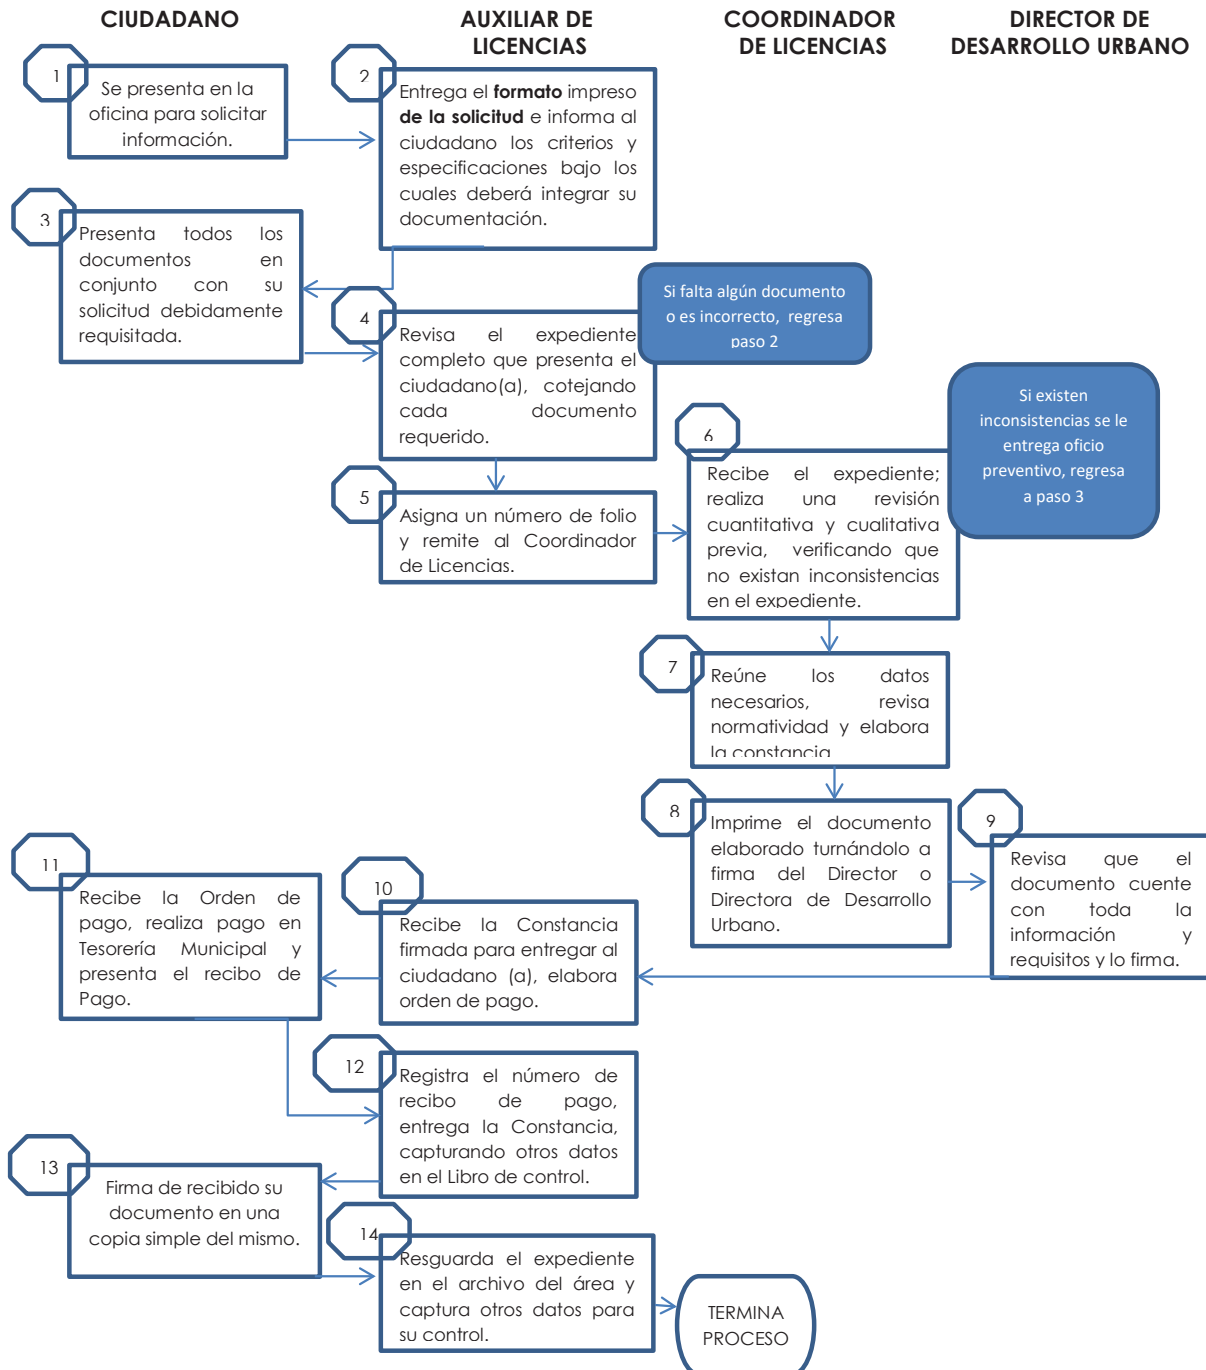 CIUDADANO
AUXILIAR DE
LICENCIAS
COORDINADOR
DE LICENCIAS
DIRECTOR DE
DESARROLLO URBANO
1
Se presenta en la
oficina para solicitar
información.
2
Entrega el formato impreso
de la solicitud e informa al
ciudadano los criterios y
especificaciones bajo los
cuales deberá integrar su
documentación.
3
Presenta todos los
documentos en
conjunto con su
solicitud debidamente
requisitada.
4
Revisa el expediente
completo que presenta el
ciudadano(a), cotejando
cada documento
requerido.
Si falta algún documento
o es incorrecto, regresa
paso 2
5
Asigna un número de folio
y remite al Coordinador
de Licencias.
6
Recibe el expediente;
realiza una revisión
cuantitativa y cualitativa
previa, verificando que
no existan inconsistencias
en el expediente.
Si existen
inconsistencias se le
entrega oficio
preventivo, regresa
a paso 3
7
Reúne los datos
necesarios, revisa
normatividad y elabora
la constancia
8
Imprime el documento
elaborado turnándolo a
firma del Director o
Directora de Desarrollo
Urbano.
9
Revisa que el
documento cuente
con toda la
información y
requisitos y lo firma.
10
Recibe la Constancia
firmada para entregar al
ciudadano (a), elabora
orden de pago.
11
Recibe la Orden de
pago, realiza pago en
Tesorería Municipal y
presenta el recibo de
Pago.
12
Registra el número de
recibo de pago,
entrega la Constancia,
capturando otros datos
en el Libro de control.
13
Firma de recibido su
documento en una
copia simple del mismo.
14
Resguarda el expediente
en el archivo del área y
captura otros datos para
su control.
TERMINA
PROCESO